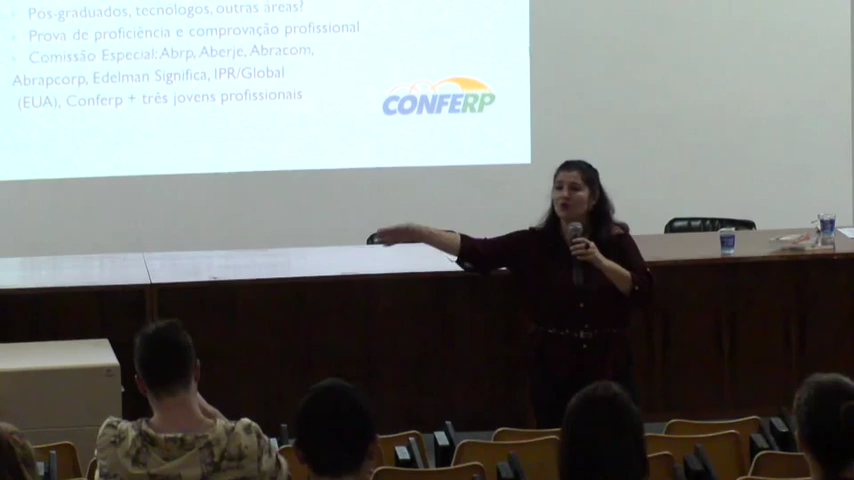 Pós-graduados, tecnólogos, outras áreas?
Prova de proficiência e comprovação profissional
Comissão Especial: Abrp, Aberje, Abracom,
Abrapcorp, Edelman Significa, IPR/Global
(EUA), Conferp + três jovens profissionais
CONFERP